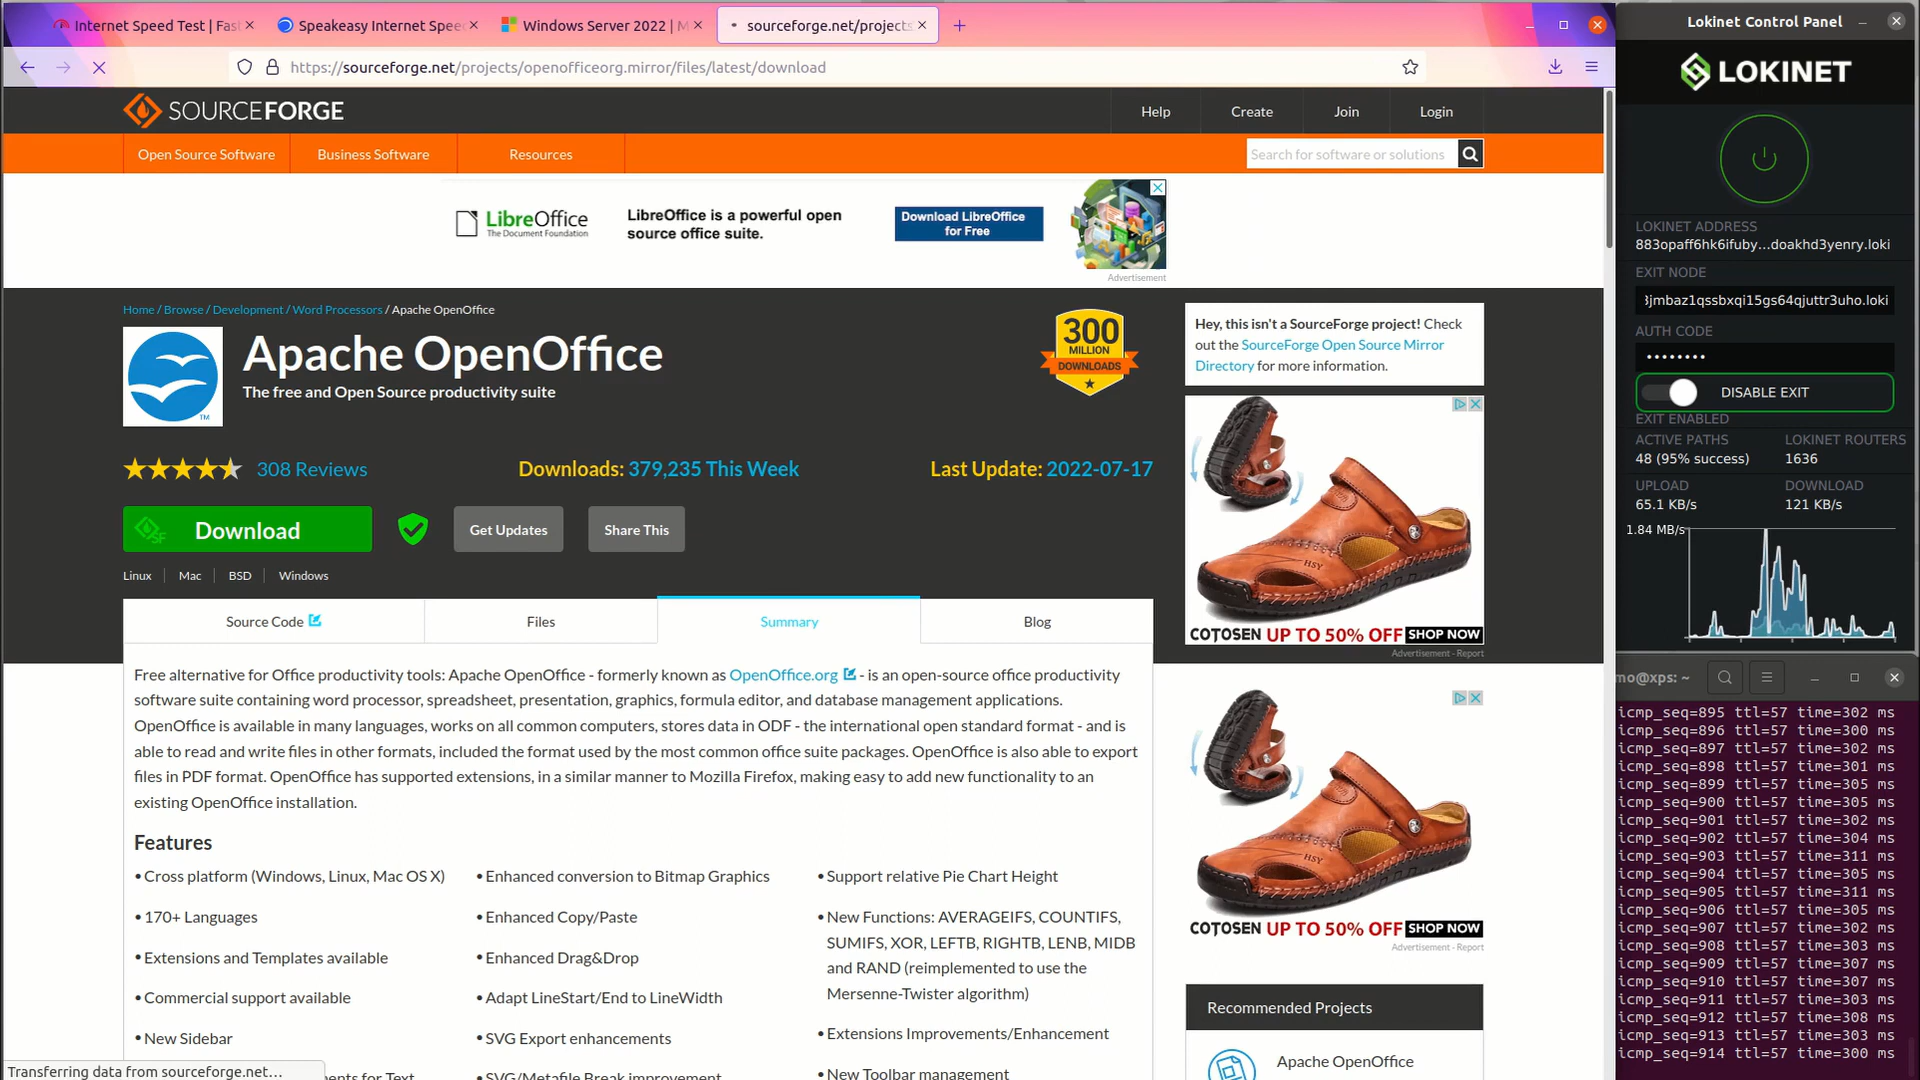 Internet Speed Test | Fas
Speakeasy Internet Speed
Windows Server 2022 | M
sourceforge.net/projects
https://sourceforge.net/projects/openofficeorg.mirror/files/latest/download
SOURCEFORGE
Help
Create
Join
Login
Open Source Software
Business Software
Resources
Search for software or solutions
LibreOffice
The Document Foundation
LibreOffice is a powerful open
source office suite.
Download LibreOffice
for Free
Advertisement
Home / Browse / Development / Word Processors / Apache OpenOffice
Apache OpenOffice
The free and Open Source productivity suite
TM
300
MILLION
DOWNLOADS
308 Reviews
Downloads: 379,235 This Week
Last Update: 2022-07-17
SF
Download
Get Updates
Share This
Linux
Mac
BSD
Windows
Source Code
Files
Summary
Blog
Free alternative for Office productivity tools: Apache OpenOffice - formerly known as OpenOffice.org - is an open-source office productivity
software suite containing word processor, spreadsheet, presentation, graphics, formula editor, and database management applications.
OpenOffice is available in many languages, works on all common computers, stores data in ODF - the international open standard format - and is
able to read and write files in other formats, included the format used by the most common office suite packages. OpenOffice is also able to export
files in PDF format. OpenOffice has supported extensions, in a similar manner to Mozilla Firefox, making easy to add new functionality to an
existing OpenOffice installation.
Features
• Cross platform (Windows, Linux, Mac OS X)
• 170+ Languages
• Extensions and Templates available
• Commercial support available
• New Sidebar
ents for Text
• Enhanced conversion to Bitmap Graphics
• Enhanced Copy/Paste
• Enhanced Drag&Drop
• Adapt LineStart/End to LineWidth
• SVG Export enhancements
• SVG/Metafile Break improvement
• Support relative Pie Chart Height
• New Functions: AVERAGEIFS, COUNTIFS,
SUMIFS, XOR, LEFTB, RIGHTB, LENB, MIDB
and RAND (reimplemented to use the
Mersenne-Twister algorithm)
• Extensions Improvements/Enhancement
• New Toolbar management
Transferring data from sourceforge.net…
Hey, this isn't a SourceForge project! Check
out the SourceForge Open Source Mirror
Directory for more information.
HSY
COTOSEN UP TO 50% OFF SHOP NOW
Advertisement - Report
HSY
COTOSEN UP TO 50% OFF SHOP NOW
Advertisement - Report
Recommended Projects
Apache OpenOffice
Lokinet Control Panel
LOKINET
LOKINET ADDRESS
883opaff6hk6ifuby...doakhd3yenry.loki
EXIT NODE
3jmbaz1qssbxqi15gs64qjuttr3uho.loki
AUTH CODE
••••••••
DISABLE EXIT
EXIT ENABLED
ACTIVE PATHS
48 (95% success)
LOKINET ROUTERS
1636
UPLOAD
65.1 KB/s
DOWNLOAD
121 KB/s
1.84 MB/s
mo@xps: ~
icmp_seq=895 ttl=57 time=302 ms
icmp_seq=896 ttl=57 time=300 ms
icmp_seq=897 ttl=57 time=302 ms
icmp_seq=898 ttl=57 time=301 ms
icmp_seq=899 ttl=57 time=305 ms
icmp_seq=900 ttl=57 time=305 ms
icmp_seq=901 ttl=57 time=302 ms
icmp_seq=902 ttl=57 time=304 ms
icmp_seq=903 ttl=57 time=311 ms
icmp_seq=904 ttl=57 time=305 ms
icmp_seq=905 ttl=57 time=311 ms
icmp_seq=906 ttl=57 time=305 ms
icmp_seq=907 ttl=57 time=302 ms
icmp_seq=908 ttl=57 time=303 ms
icmp_seq=909 ttl=57 time=307 ms
icmp_seq=910 ttl=57 time=307 ms
icmp_seq=911 ttl=57 time=303 ms
icmp_seq=912 ttl=57 time=308 ms
icmp_seq=913 ttl=57 time=303 ms
icmp_seq=914 ttl=57 time=300 ms